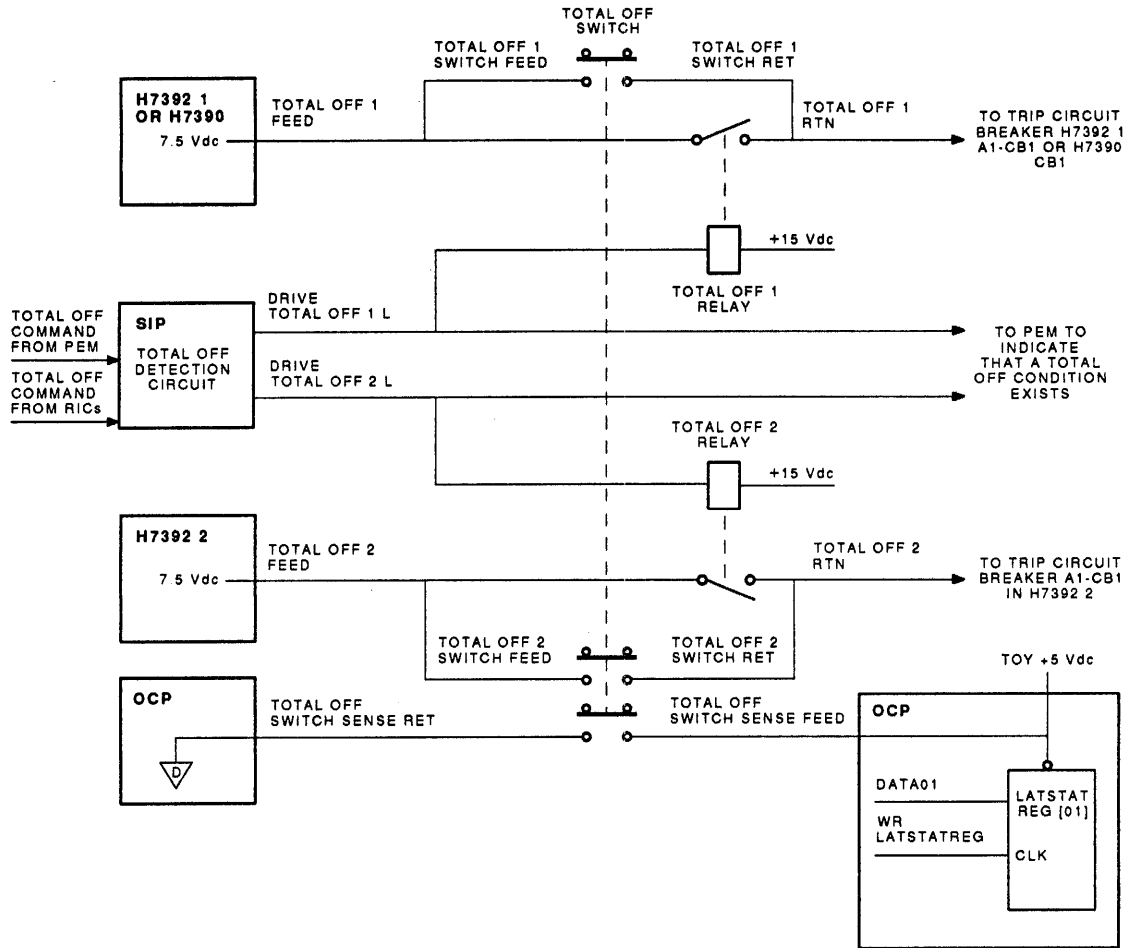 TOTAL OFF
SWITCH
TOTAL OFF 1
SWITCH FEED
TOTAL OFF 1
SWITCH RET
H7392 1
OR H7390
7.5 Vdc
TOTAL OFF 1
FEED
TOTAL OFF 1
RTN
TO TRIP CIRCUIT
BREAKER H7392 1
A1-CB1 OR H7390
CB1
+15 Vdc
TOTAL OFF 1
RELAY
TOTAL OFF
COMMAND
FROM PEM
TOTAL OFF
COMMAND
FROM RICs
SIP
TOTAL OFF
DETECTION
CIRCUIT
DRIVE
TOTAL OFF 1 L
DRIVE
TOTAL OFF 2 L
TO PEM TO
INDICATE
THAT A TOTAL
OFF CONDITION
EXISTS
TOTAL OFF 2
RELAY
+15 Vdc
H7392 2
7.5 Vdc
TOTAL OFF 2
FEED
TOTAL OFF 2
RTN
TO TRIP CIRCUIT
BREAKER A1-CB1
IN H7392 2
TOTAL OFF 2
SWITCH FEED
TOTAL OFF 2
SWITCH RET
OCP
D
TOTAL OFF
SWITCH SENSE RET
TOTAL OFF
SWITCH SENSE FEED
TOY +5 Vdc
OCP
DATA01
WR
LATSTATREG
LATSTAT
REG [01]
CLK